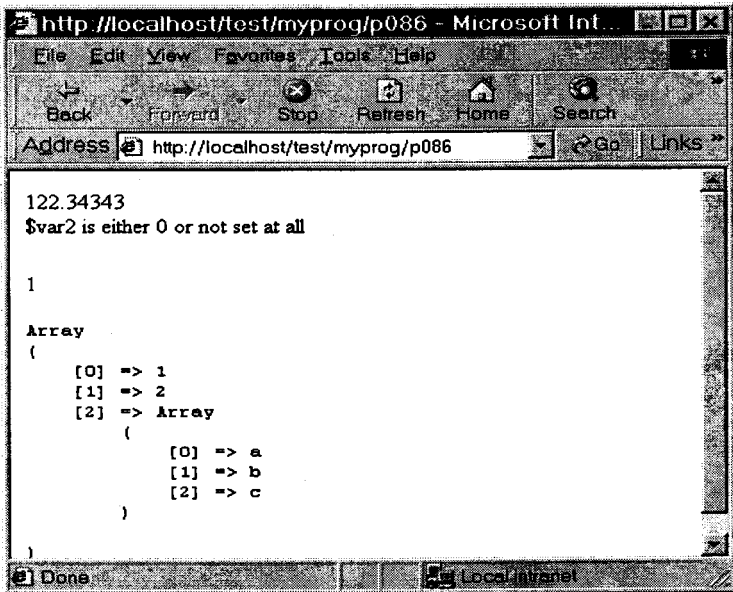 http://localhost/test/myprog/p086 - Microsoft Int...
File Edit View Favorites Tools Help
Back Forward Stop Refresh Home Search
Address http://localhost/test/myprog/p086 Go Links »
122.34343
$var2 is either 0 or not set at all
1
Array
(
[0] => 1
[1] => 2
[2] => Array
(
[0] => a
[1] => b
[2] => c
)
)
Done Local intranet